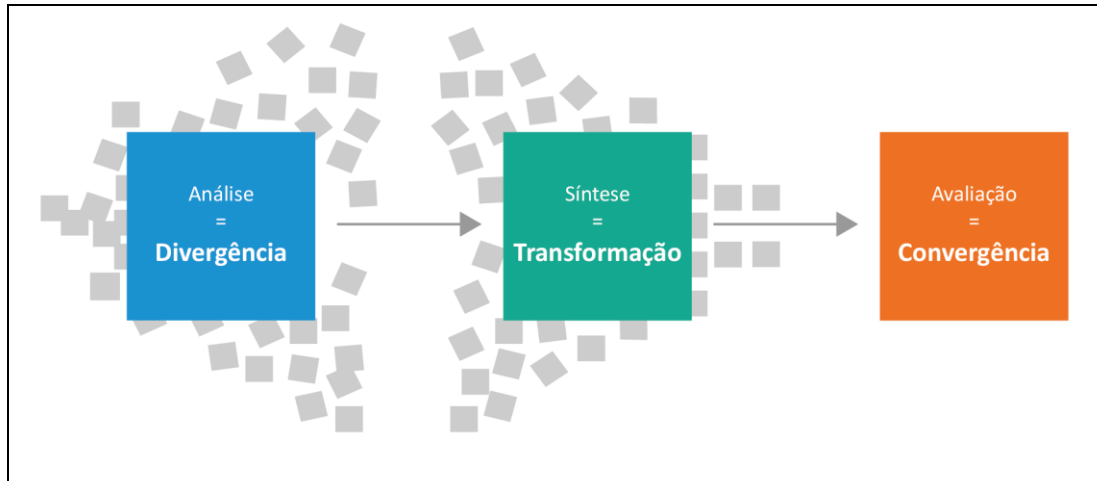 Análise
=
Divergência
Síntese
=
Transformação
Avaliação
=
Convergência